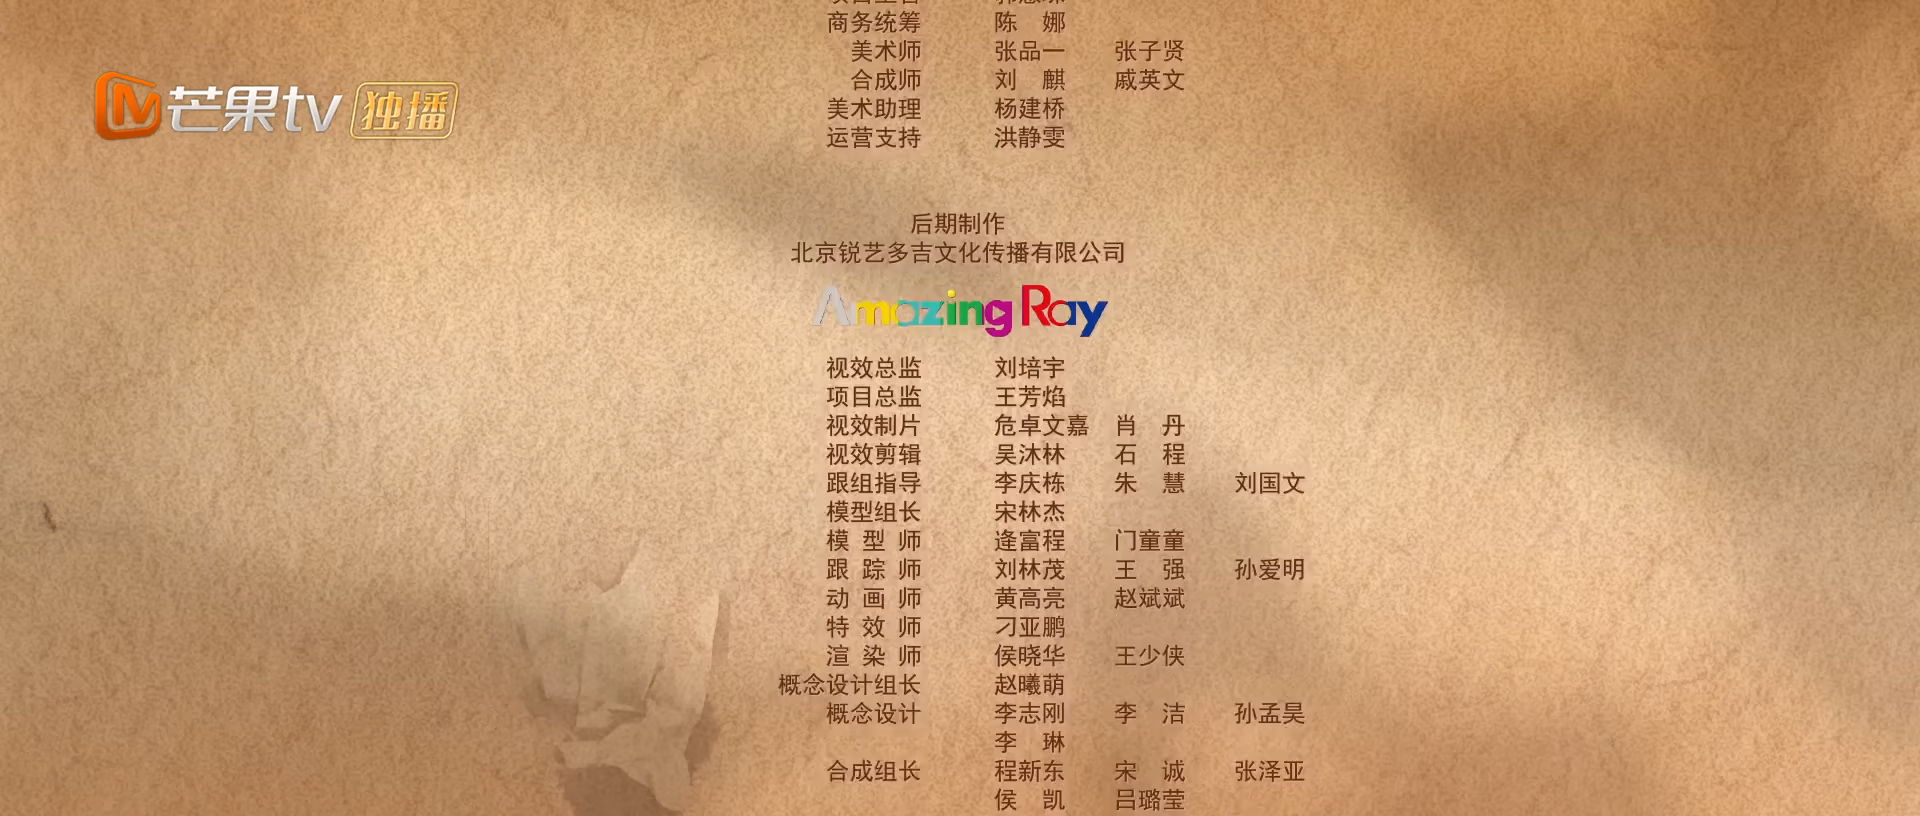 商务统筹 陈 娜
美术师 张品一 张子贤
合成师 刘 麒 戚英文
美术助理 杨建桥
运营支持 洪静雯
芒果tv 独播
后期制作
北京锐艺多吉文化传播有限公司
Amazing Ray
视效总监 刘培宇
项目总监 王芳焰
视效制片 危卓文嘉 肖 丹
视效剪辑 吴沐林 石 程
跟组指导 李庆栋 朱 慧 刘国文
模型组长 宋林杰
模 型 师 逄富程 门童童
跟 踪 师 刘林茂 王 强 孙爱明
动 画 师 黄高亮 赵斌斌
特 效 师 刁亚鹏
渲 染 师 侯晓华 王少侠
概念设计组长 赵曦萌
概念设计 李志刚 李 洁 孙孟昊
李 琳
合成组长 程新东 宋 诚 张泽亚
侯 凯 吕璐莹